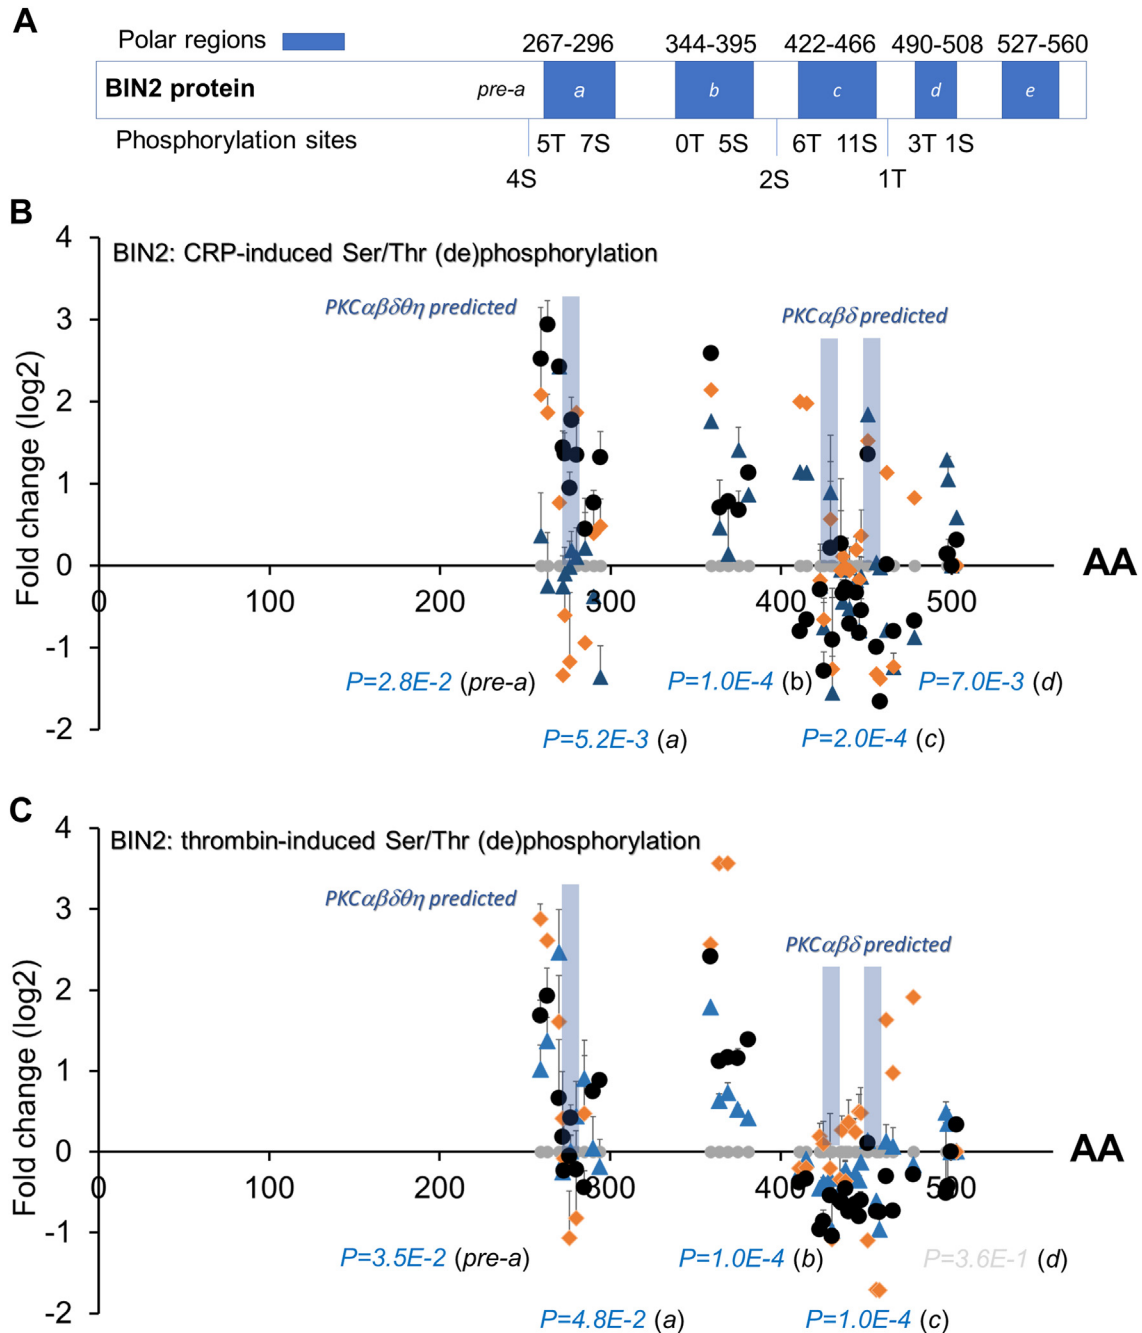 A
Polar regions
267-296 344-395 422-466 490-508 527-560
BIN2 protein pre-a a b c d e
Phosphorylation sites 5T 7S 0T 5S 6T 11S 3T 1S
4S 2S 1T
B
BIN2: CRP-induced Ser/Thr (de)phosphorylation
PKCαβδθη predicted
PKCαβδ predicted
Fold change (log2)
4
3
2
1
0
-1
-2
0 100 200 300 400 500
AA
P=2.8E-2 (pre-a) P=1.0E-4 (b) P=7.0E-3 (d)
P=5.2E-3 (a) P=2.0E-4 (c)
C
BIN2: thrombin-induced Ser/Thr (de)phosphorylation
PKCαβδθη predicted
PKCαβδ predicted
Fold change (log2)
4
3
2
1
0
-1
-2
0 100 200 300 400 500
AA
P=3.5E-2 (pre-a) P=1.0E-4 (b) P=3.6E-1 (d)
P=4.8E-2 (a) P=1.0E-4 (c)